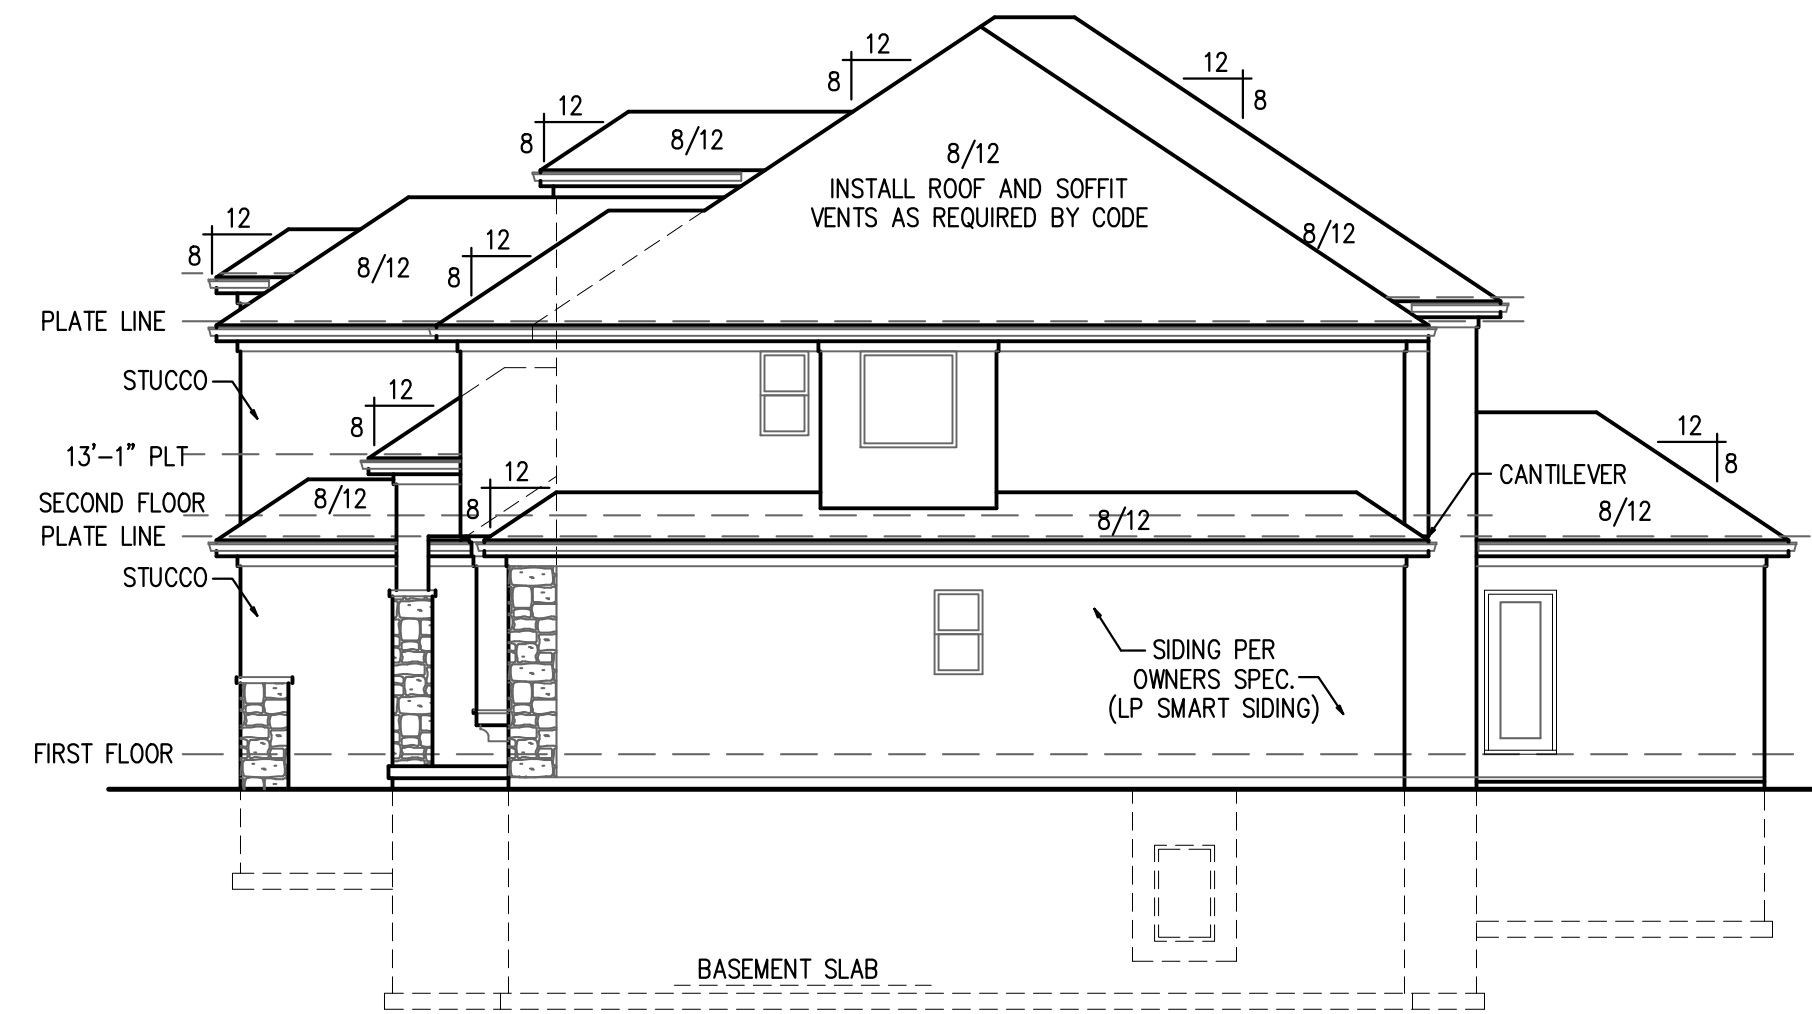 12
8
12
8
12
8
8/12
8/12
INSTALL ROOF AND SOFFIT
VENTS AS REQUIRED BY CODE
12
8
12
8
8/12
8/12
PLATE LINE
STUCCO
12
8
13'-1" PLT
12
8
SECOND FLOOR
8/12
12
8
CANTILEVER
8/12
8/12
PLATE LINE
STUCCO
SIDING PER
OWNERS SPEC.
(LP SMART SIDING)
FIRST FLOOR
BASEMENT SLAB